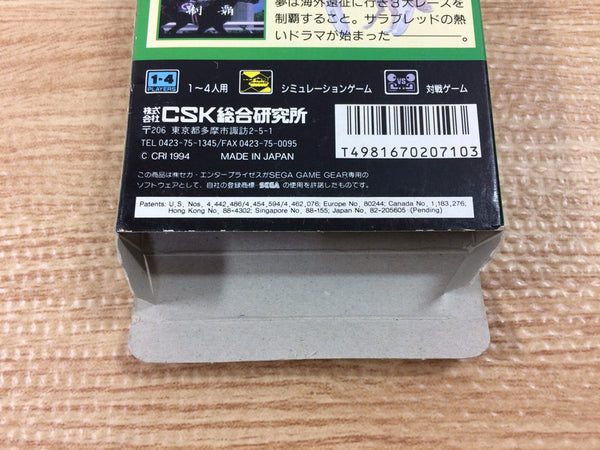 制覇
夢は海外遠征に行き3大レースを
制覇すること。サラブレッドの熱
いドラマが始まった
1-4
PLAYERS
1〜4人用
シミュレーションゲーム
VS
対戦ゲーム
株式会社 CSK総合研究所
〒206 東京都多摩市諏訪2-5-1
TEL 0423-75-1345/FAX 0423-75-0095
© CRI 1994 MADE IN JAPAN
T4981670207103
この商品は㈱セガ・エンタープライゼスがSEGA GAME GEAR専用の
ソフトウェアとして、自社の登録商標 SEGA の使用を許諾したものです。
Patents: U.S. Nos. 4,442,486/4,454,594/4,462,076; Europe No. 80244; Canada No. 1,183,276;
Hong Kong No. 88-4302; Singapore No. 88-155; Japan No. 82-205605 (Pending)